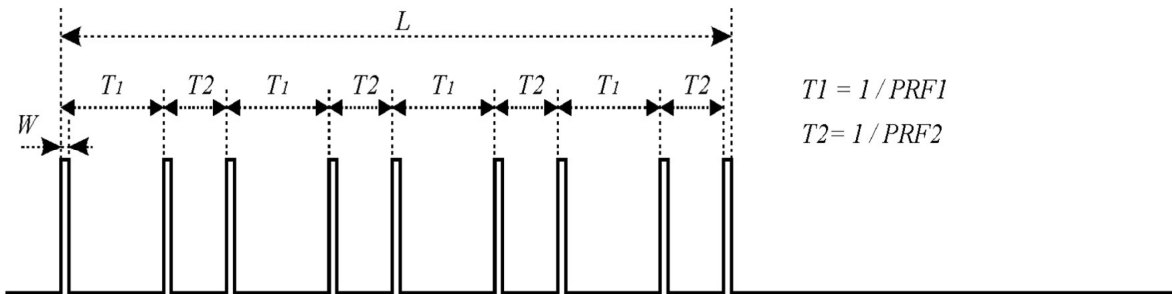 L
T1 T2 T1 T2 T1 T2 T1 T2
W
T1 = 1 / PRF1
T2= 1 / PRF2